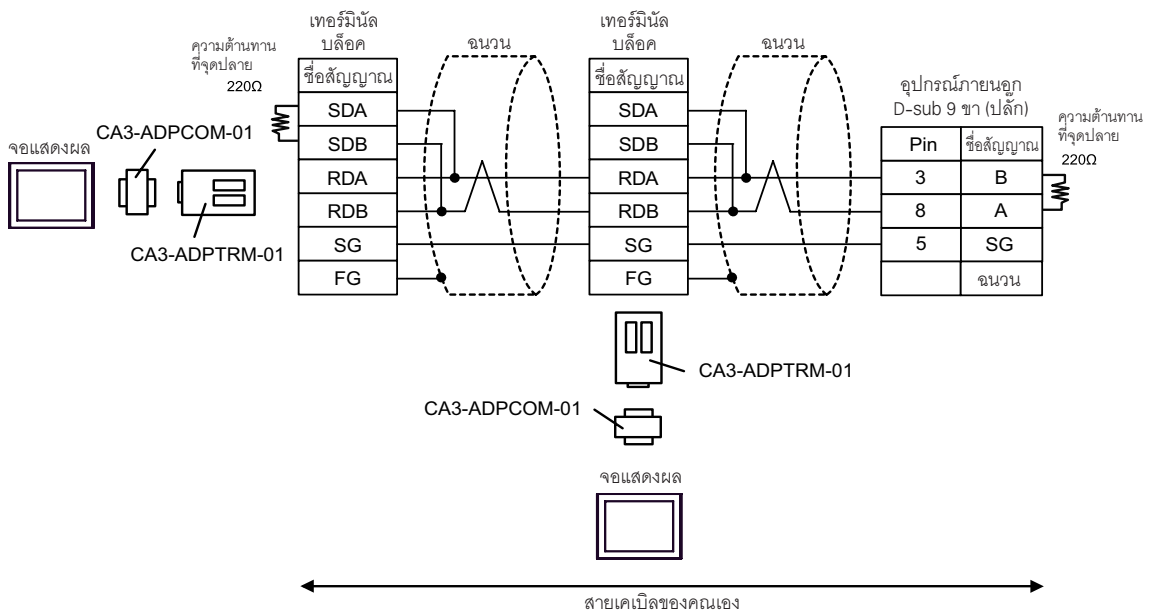 เทอร์มินัล
บล็อค
ความต้านทาน
ที่จุดปลาย
220Ω
ฉนวน
ชื่อสัญญาณ
SDA
SDB
RDA
RDB
SG
FG
จอแสดงผล
CA3-ADPCOM-01
CA3-ADPTRM-01
เทอร์มินัล
บล็อค
ฉนวน
ชื่อสัญญาณ
SDA
SDB
RDA
RDB
SG
FG
อุปกรณ์ภายนอก
D-sub 9 ขา (ปลั๊ก)
ความต้านทาน
ที่จุดปลาย
220Ω
Pin ชื่อสัญญาณ
3 B
8 A
5 SG
ฉนวน
CA3-ADPTRM-01
CA3-ADPCOM-01
จอแสดงผล
สายเคเบิลของคุณเอง